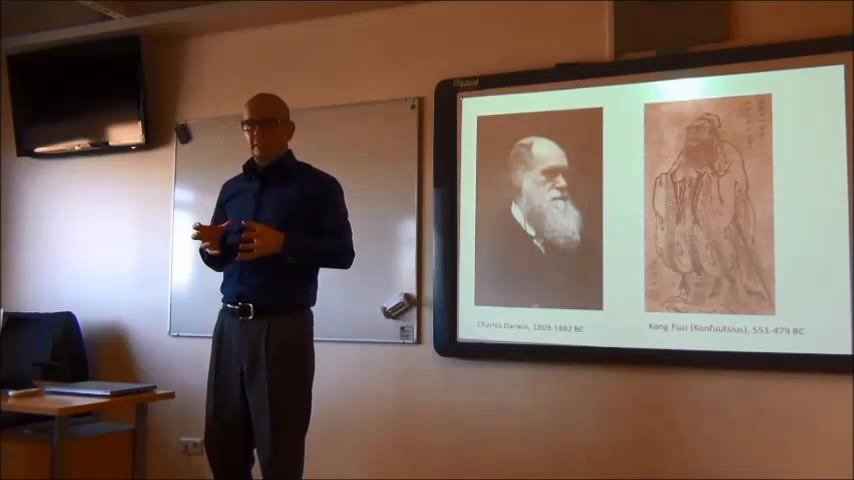 Charles Darwin, 1809-1882 BC
Kong Fuzi (Konfuutsius), 551-479 BC